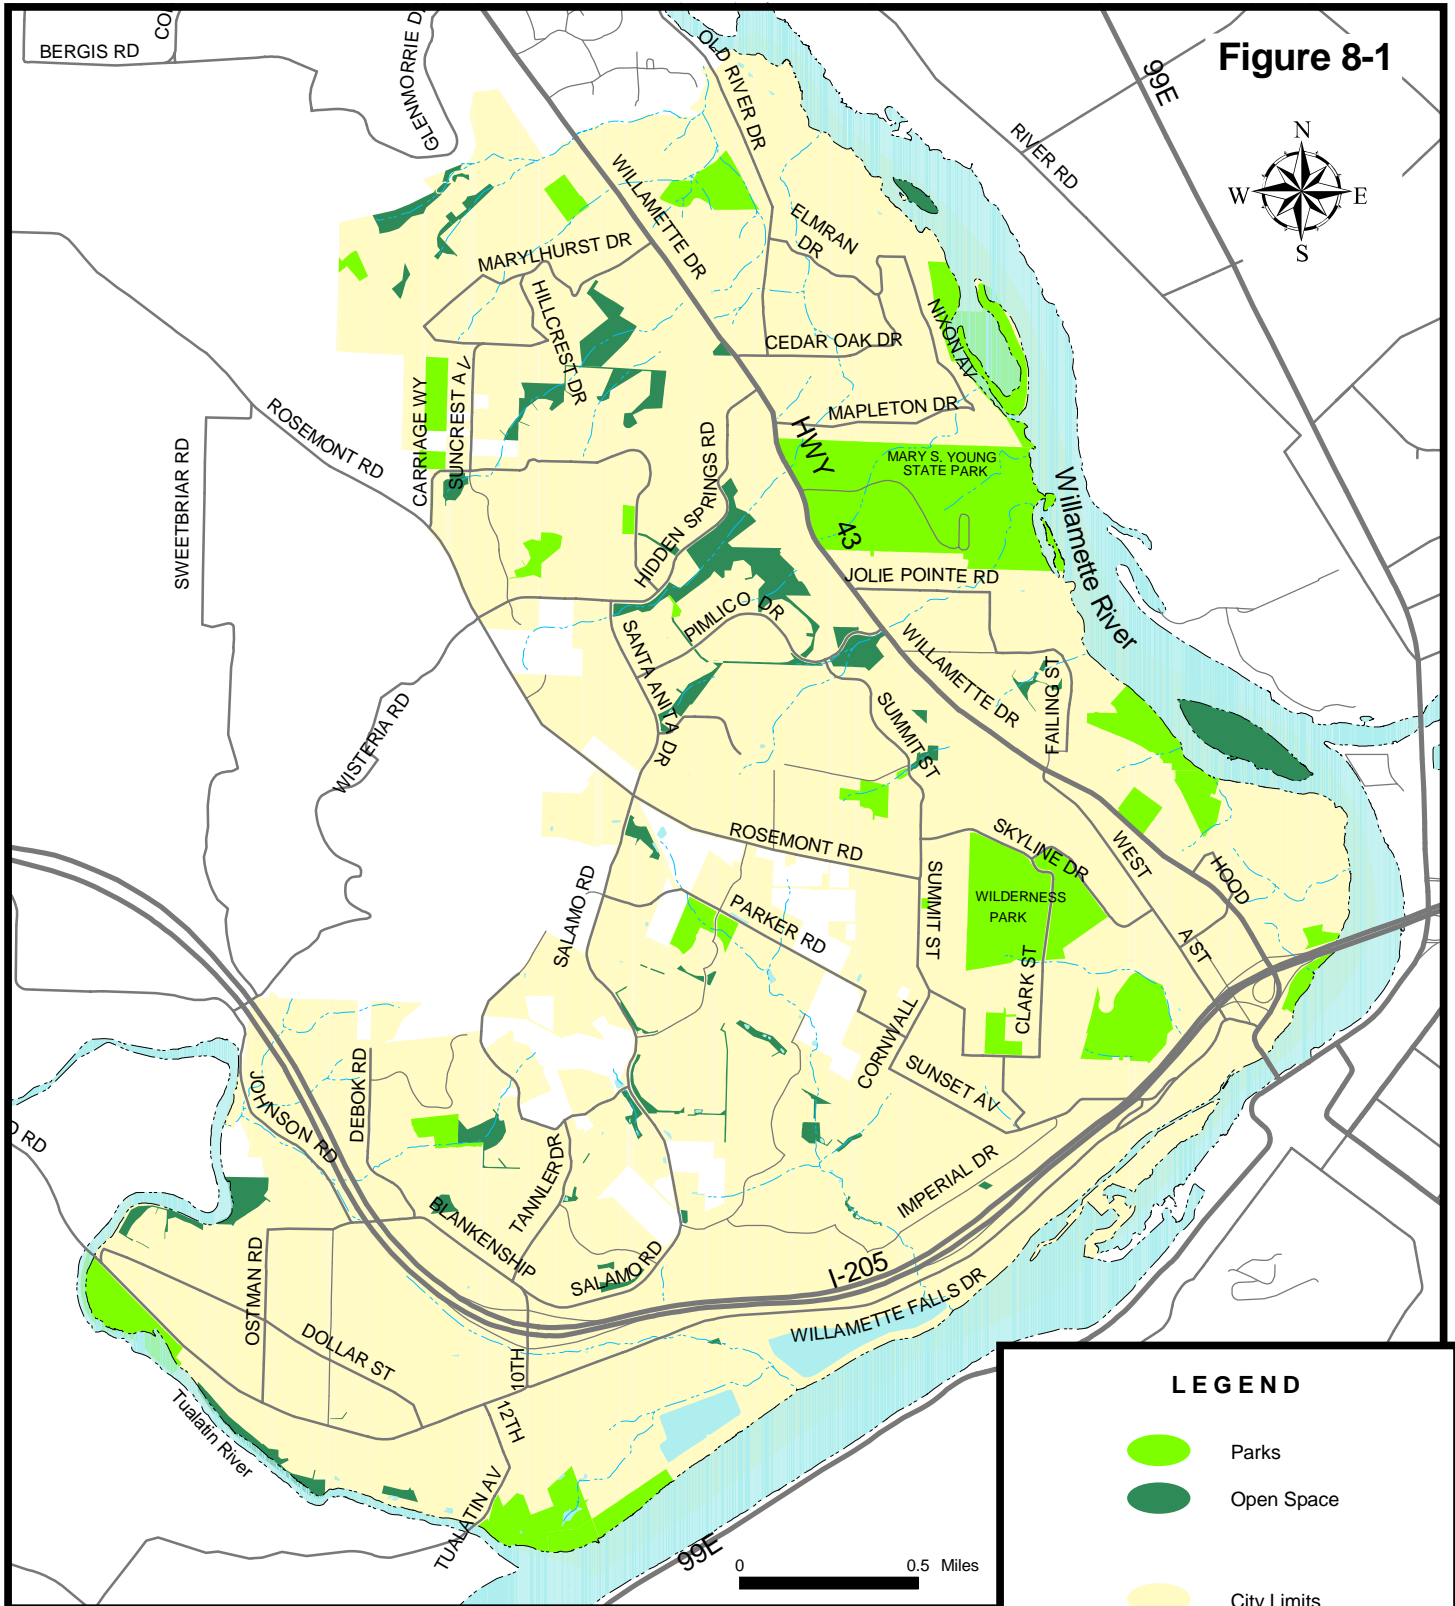 Figure 8-1
BERGIS RD
GLENMORRIE D
OLD RIVER DR
99E
RIVER RD
N
W E
S
WILLAMETTE DR
ELMRAN
DR
MARYLHURST DR
HILLCREST DR
NIXON AV
CEDAR OAK DR
CARRIAGE WY
SUNCREST AV
MAPLETON DR
ROSEMONT RD
SWEETBRIAR RD
HWY
43
MARY S. YOUNG
STATE PARK
HIDDEN SPRINGS RD
Willamette River
JOLIE POINTE RD
PIMLICO DR
SANTA ANITA DR
WILLAMETTE DR
FAILING ST
WISTERIA RD
SUMMIT ST
ROSEMONT RD
SKYLINE DR
WEST
A ST
HOOD
SALAMO RD
PARKER RD
SUMMIT ST
WILDERNESS
PARK
CLARK ST
CORNWALL
SUNSET AV
JOHNSON RD
DEBOK RD
D RD
TANNLER DR
BLANKENSHIP
IMPERIAL DR
SALAMO RD
I-205
WILLAMETTE FALLS DR
OSTMAN RD
DOLLAR ST
10TH
12TH
Tualatin River
TUALATIN AV
99E
0 0.5 Miles
LEGEND
Parks
Open Space
City Limits